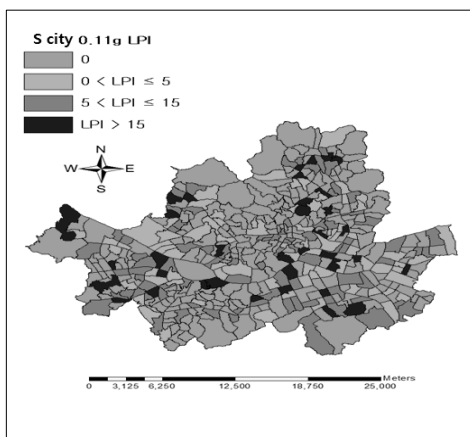 S city 0.11g LPI
0
0 < LPI ≤ 5
5 < LPI ≤ 15
LPI > 15
N
W E
S
Meters
0 3,125 6,250 12,500 18,750 25,000